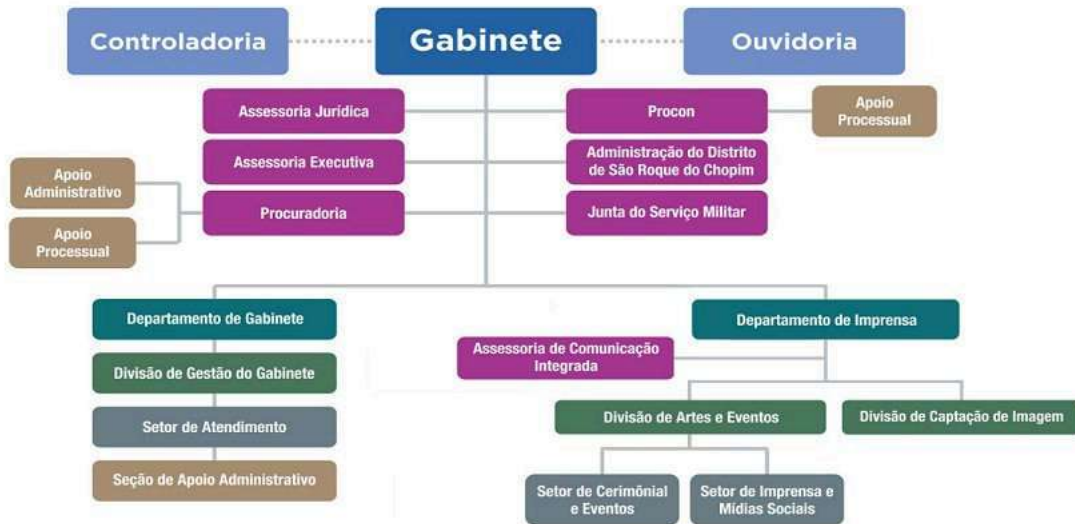 Controladoria
Gabinete
Ouvidoria
Assessoria Jurídica
Procon
Apoio
Processual
Assessoria Executiva
Administração do Distrito
de São Roque do Chopim
Apoio
Administrativo
Procuradoria
Junta do Serviço Militar
Apoio
Processual
Departamento de Gabinete
Departamento de Imprensa
Assessoria de Comunicação
Integrada
Divisão de Gestão do Gabinete
Divisão de Artes e Eventos
Divisão de Captação de Imagem
Setor de Atendimento
Seção de Apoio Administrativo
Setor de Cerimônial
e Eventos
Setor de Imprensa e
Mídias Sociais